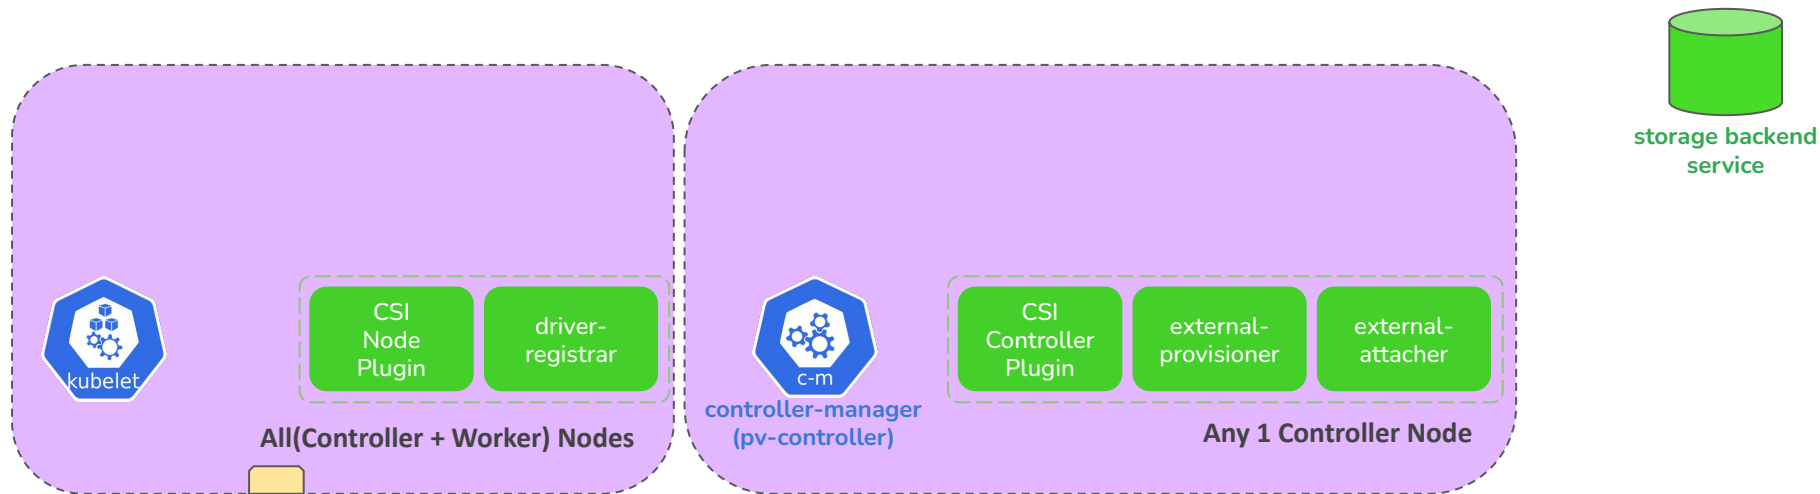 storage backend
service
kubelet
CSI
Node
Plugin
driver-
registrar
All(Controller + Worker) Nodes
c-m
controller-manager
(pv-controller)
CSI
Controller
Plugin
external-
provisioner
external-
attacher
Any 1 Controller Node